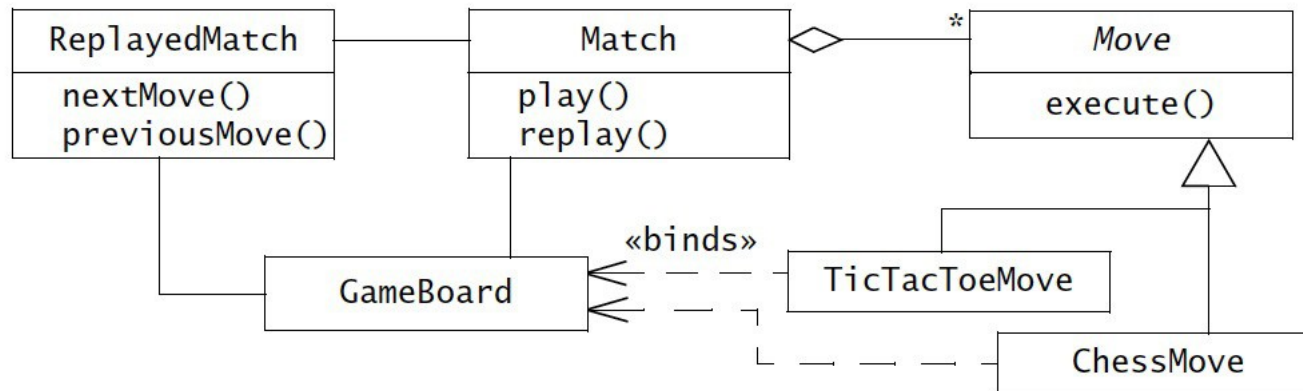 ReplayedMatch
nextMove()
previousMove()
Match
play()
replay()
*
Move
execute()
«binds»
GameBoard
TicTacToeMove
ChessMove